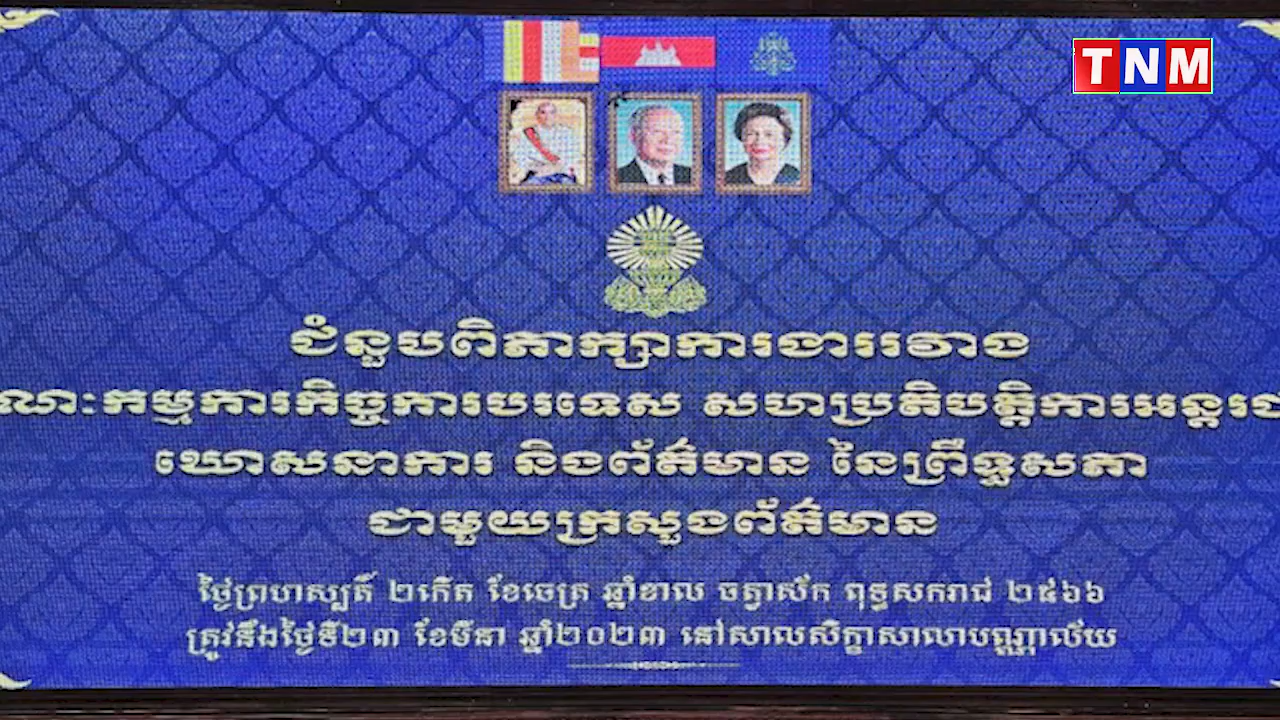 TNM
ជំនួបពិភាក្សាការងាររវាង
ណៈកម្មការកិច្ចការបរទេស សហប្រតិបត្តិការអន្តរជា
ឃោសនាការ និងព័ត៌មាន នៃព្រឹទ្ធសភា
ជាមួយក្រសួងព័ត៌មាន
ថ្ងៃព្រហស្បតិ៍ ២កើត ខែចេត្រ ឆ្នាំខាល ចត្វាស័ក ពុទ្ធសករាជ ២៥៦៦
ត្រូវនឹងថ្ងៃទី២៣ ខែមីនា ឆ្នាំ២០២៣ នៅសាលសិក្ខាសាលាបណ្ណាល័យ